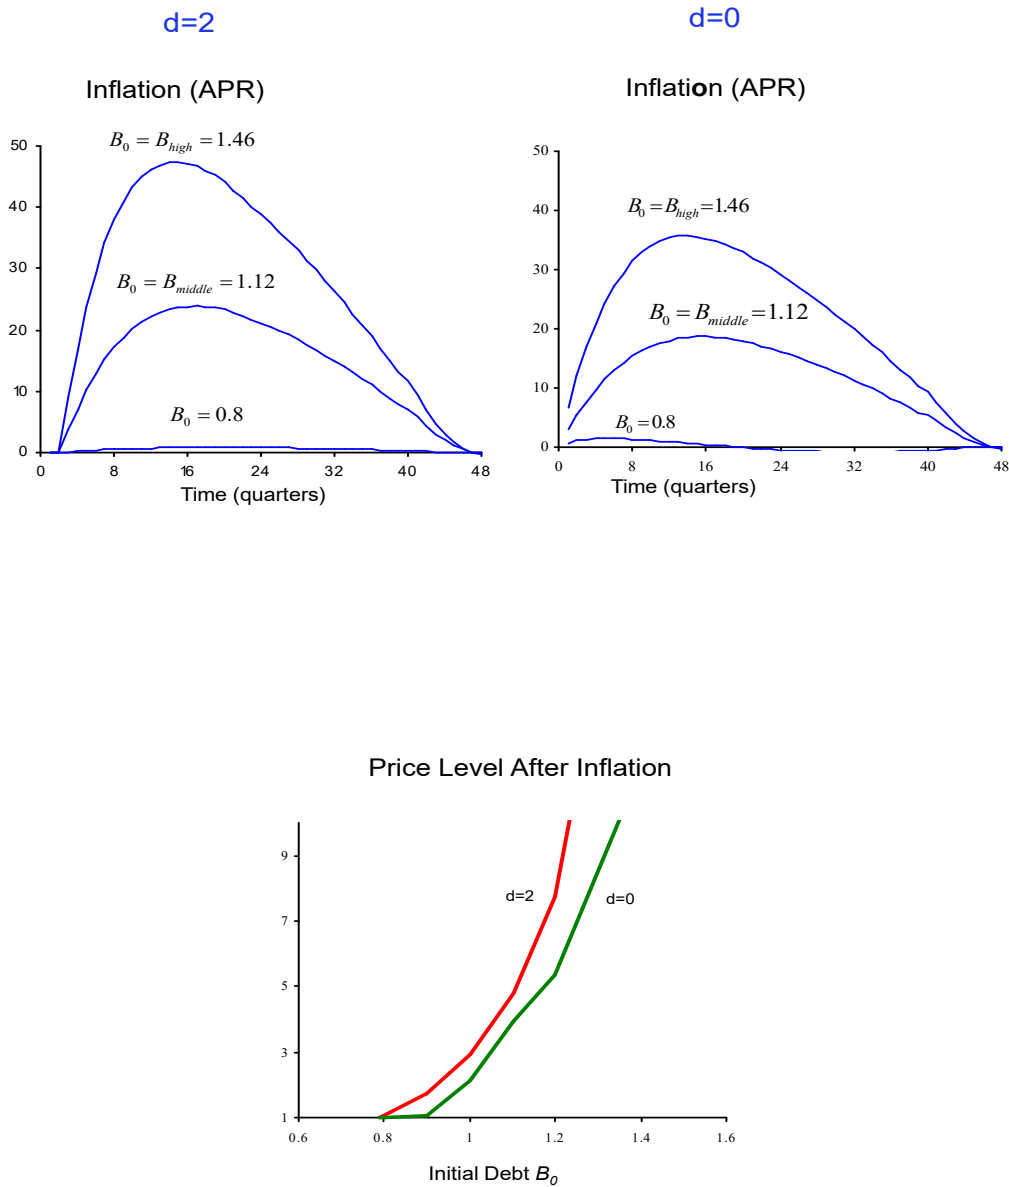 d=2
Inflation (APR)
B0 = Bhigh = 1.46
B0 = Bmiddle = 1.12
B0 = 0.8
50
40
30
20
10
0
0 8 16 24 32 40 48
Time (quarters)
d=0
Inflation (APR)
B0 = Bhigh = 1.46
B0 = Bmiddle = 1.12
B0 = 0.8
50
40
30
20
10
0
0 8 16 24 32 40 48
Time (quarters)
Price Level After Inflation
9
7
5
3
1
d=2
d=0
0.6 0.8 1 1.2 1.4 1.6
Initial Debt B0